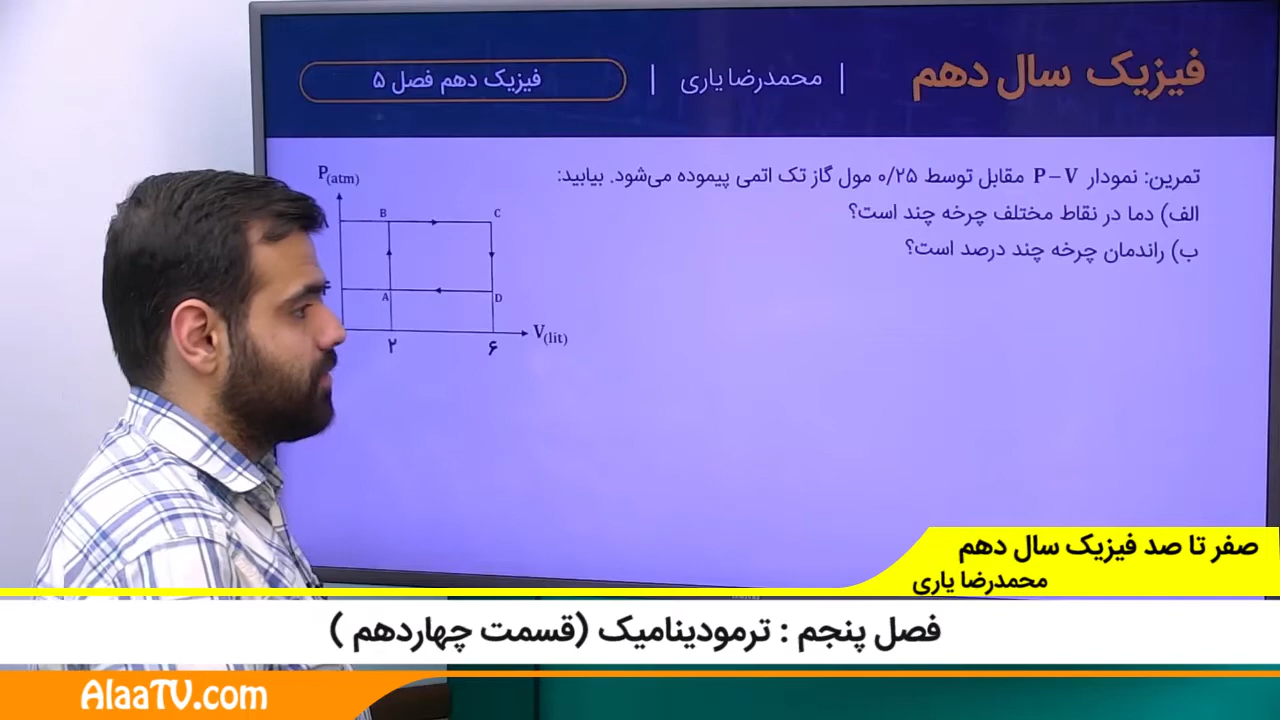 فیزیک سال دهم | محمدرضا یاری | فیزیک دهم فصل ۵
تمرین: نمودار P-V مقابل توسط ۰/۲۵ مول گاز تک اتمی پیموده می‌شود. بیابید:
الف) دما در نقاط مختلف چرخه چند است؟
ب) راندمان چرخه چند درصد است؟
P(atm)
B
C
A
D
V(lit)
۲
۶
صفر تا صد فیزیک سال دهم
محمدرضا یاری
فصل پنجم : ترمودینامیک (قسمت چهاردهم )
AlaaTV.com